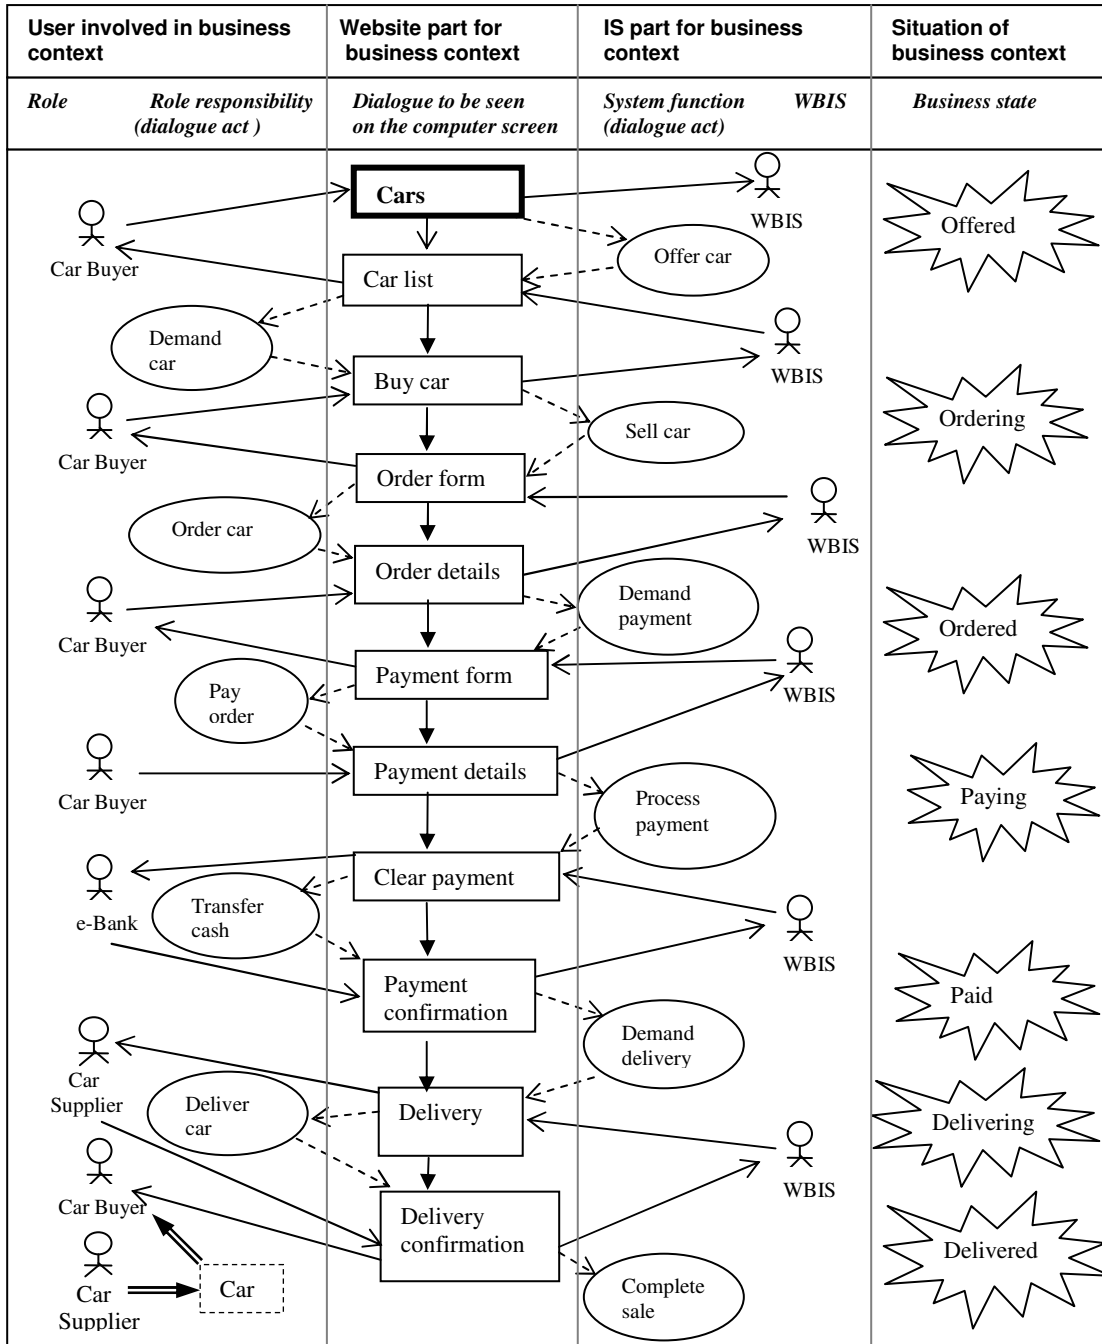 User involved in business
context
Website part for
business context
IS part for business
context
Situation of
business context
Role
Role responsibility
(dialogue act )
Dialogue to be seen
on the computer screen
System function
(dialogue act)
WBIS
Business state
Cars
WBIS
Offered
Car Buyer
Offer car
Car list
Demand
car
Buy car
WBIS
Ordering
Car Buyer
Sell car
Order form
Order car
WBIS
Order details
Demand
payment
Ordered
Car Buyer
Payment form
WBIS
Pay
order
Payment details
Car Buyer
Process
payment
Paying
Clear payment
e-Bank
Transfer
cash
WBIS
Payment
confirmation
Paid
Demand
delivery
Car
Supplier
Deliver
car
Delivery
Delivering
WBIS
Car Buyer
Delivery
confirmation
Delivered
Car
Supplier
Car
Complete
sale